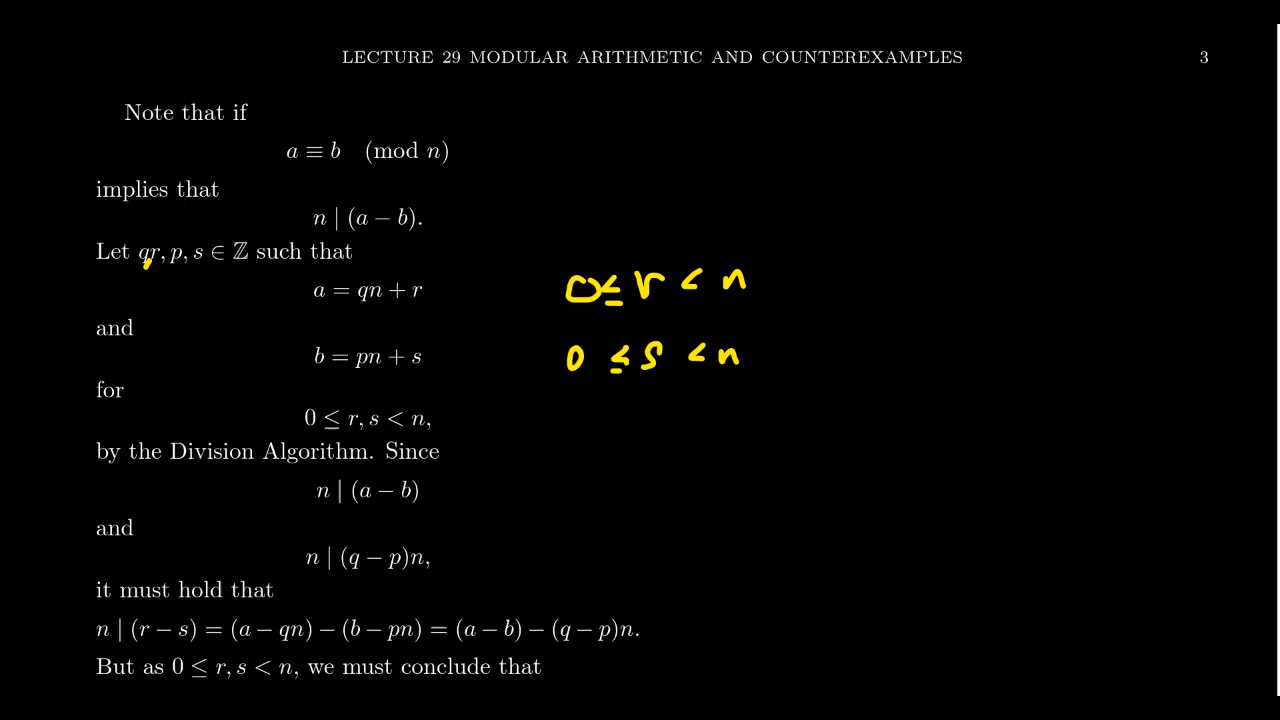 LECTURE 29 MODULAR ARITHMETIC AND COUNTEREXAMPLES 3
Note that if
a ≡ b (mod n)
implies that
n | (a − b).
Let q,r, p, s ∈ ℤ such that
a = qn + r 0 ≤ r < n
and
b = pn + s 0 ≤ s < n
for
0 ≤ r, s < n,
by the Division Algorithm. Since
n | (a − b)
and
n | (q − p)n,
it must hold that
n | (r − s) = (a − qn) − (b − pn) = (a − b) − (q − p)n.
But as 0 ≤ r, s < n, we must conclude that